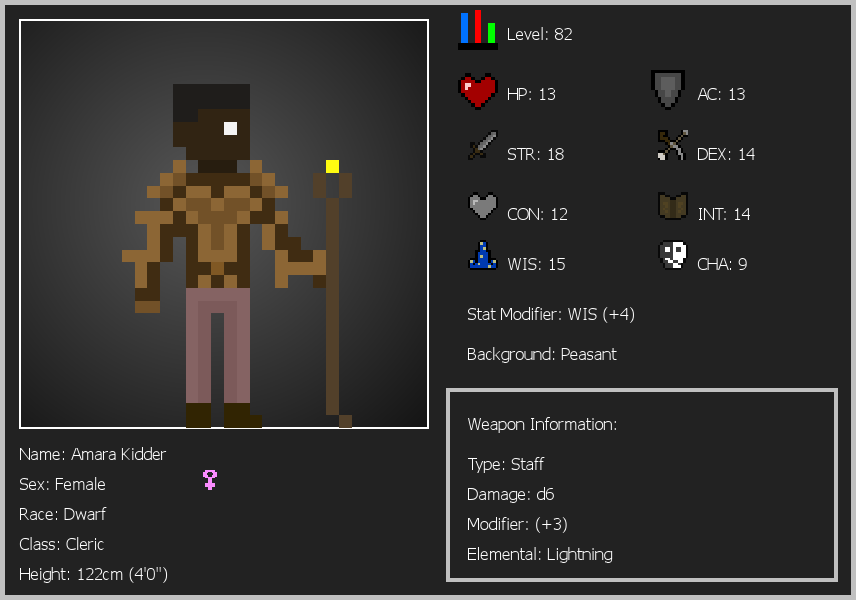 Level: 82
HP: 13
AC: 13
STR: 18
DEX: 14
CON: 12
INT: 14
WIS: 15
CHA: 9
Stat Modifier: WIS (+4)
Background: Peasant
Weapon Information:
Type: Staff
Damage: d6
Modifier: (+3)
Elemental: Lightning
Name: Amara Kidder
Sex: Female
Race: Dwarf
Class: Cleric
Height: 122cm (4'0")